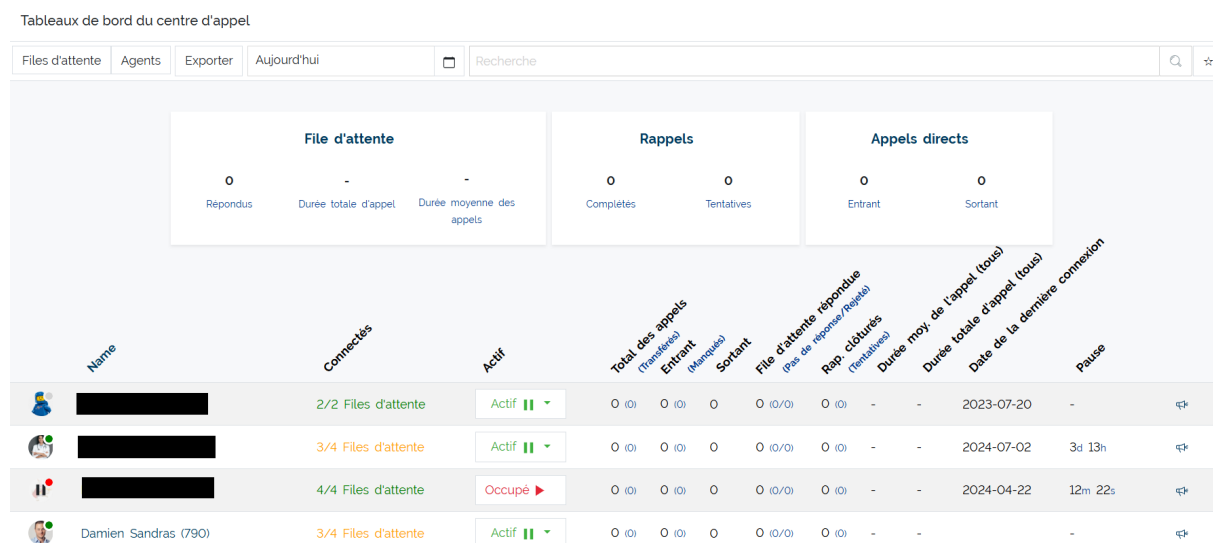 Tableaux de bord du centre d'appel
Files d'attente Agents Exporter Aujourd'hui Recherche
File d'attente Rappels Appels directs
0 - - 0 0 0 0
Répondus Durée totale d'appel Durée moyenne des appels Complétés Tentatives Entrant Sortant
Name
Connectés
Actif
Total des appels
(Transférés)
Entrant
(Manqués)
Sortant
File d'attente répondue
(Pas de réponse/Rejeté)
Rap. clôturés
(Tentatives)
Durée moy. de l'appel (tous)
Durée totale d'appel (tous)
Date de la dernière connexion
Pause
2/2 Files d'attente Actif 0 (0) 0 (0) 0 0 (0/0) 0 (0) - - 2023-07-20 -
3/4 Files d'attente Actif 0 (0) 0 (0) 0 0 (0/0) 0 (0) - - 2024-07-02 3d 13h
4/4 Files d'attente Occupé 0 (0) 0 (0) 0 0 (0/0) 0 (0) - - 2024-04-22 12m 22s
Damien Sandras (790) 3/4 Files d'attente Actif 0 (0) 0 (0) 0 0 (0/0) 0 (0) - - -